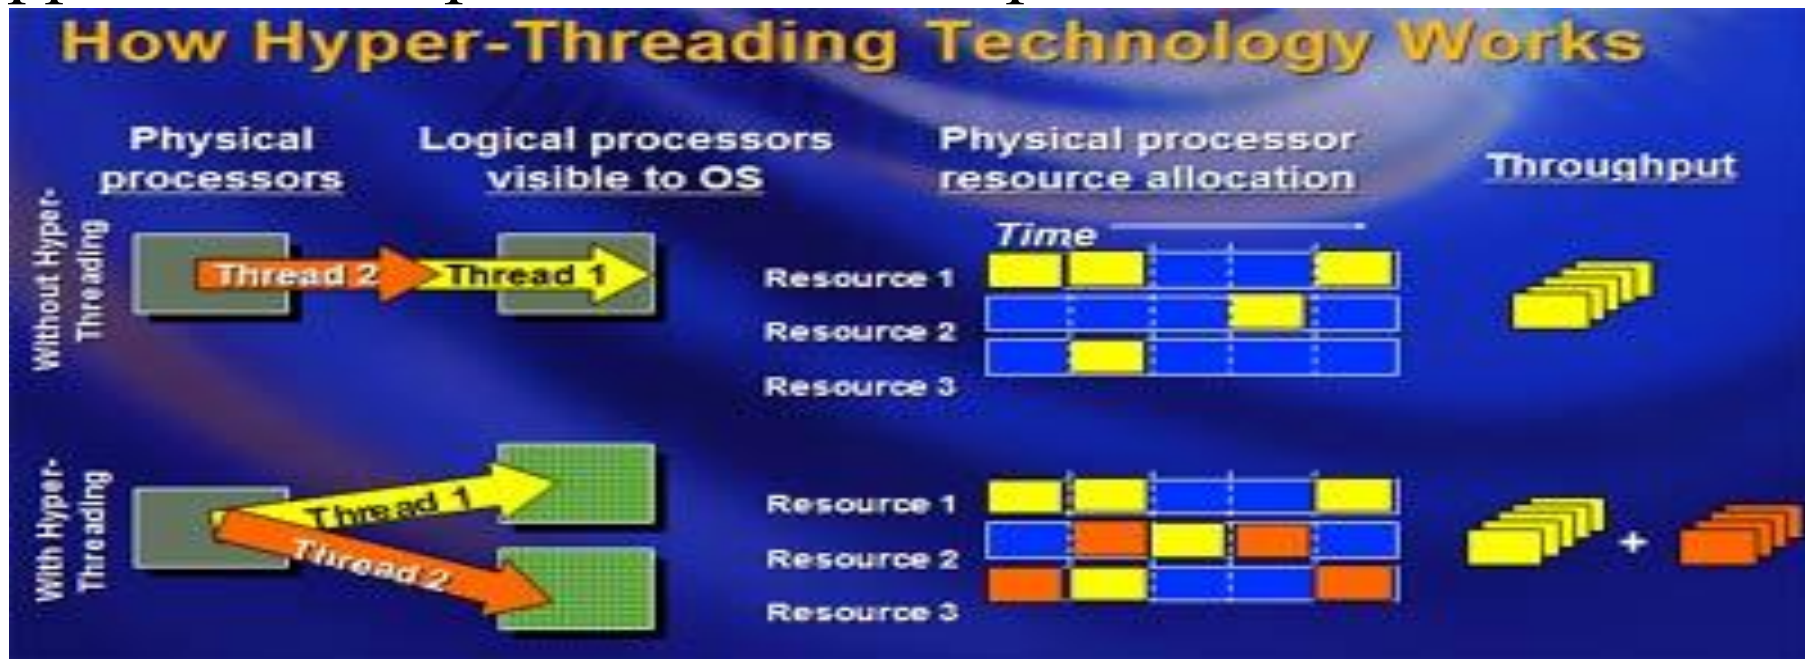 How Hyper-Threading Technology Works
Physical processors
Logical processors visible to OS
Physical processor resource allocation
Throughput
Without Hyper-Threading
Thread 2
Thread 1
Time
Resource 1
Resource 2
Resource 3
With Hyper-Threading
Thread 1
Thread 2
Resource 1
Resource 2
Resource 3
+